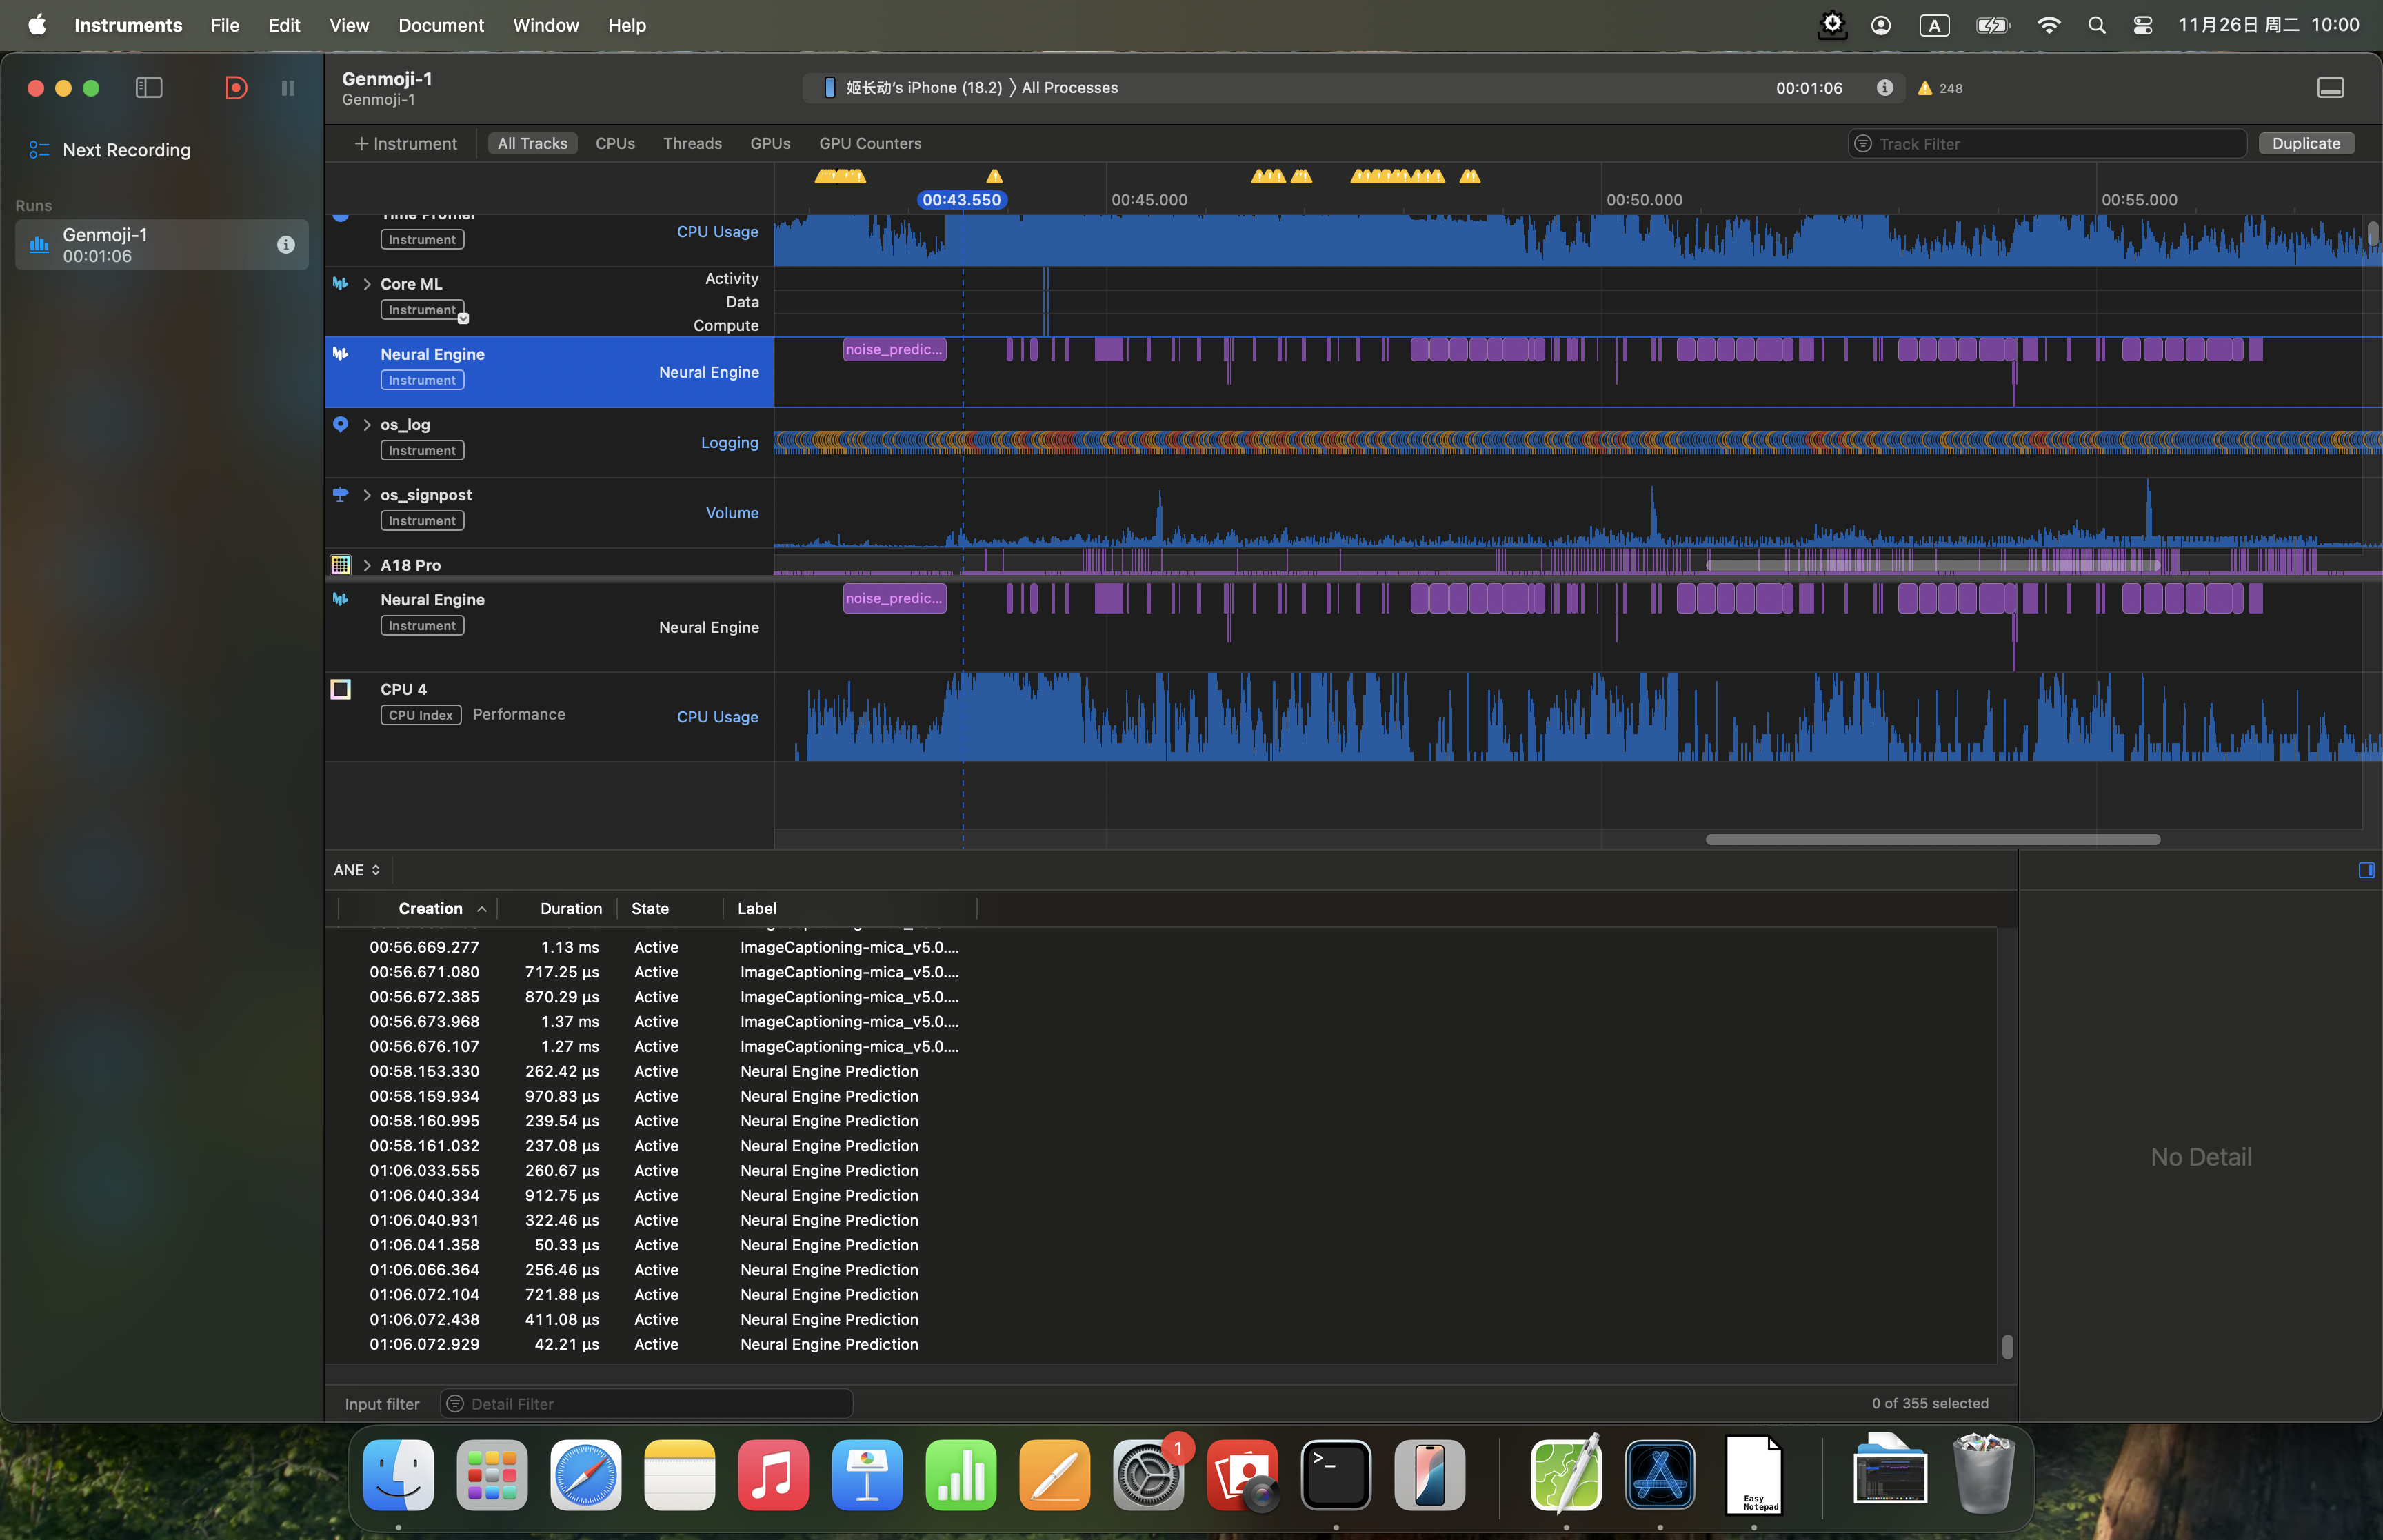 Instruments File Edit View Document Window Help
A
11月26日 周二 10:00
Genmoji-1
Genmoji-1
姬长动's iPhone (18.2) 〉All Processes
00:01:06
248
Next Recording
Runs
Genmoji-1
00:01:06
+ Instrument
All Tracks CPUs Threads GPUs GPU Counters
Track Filter
Duplicate
00:43.550
00:45.000
00:50.000
00:55.000
Time Profiler
Instrument
CPU Usage
Core ML
Instrument
Activity
Data
Compute
Neural Engine
Instrument
Neural Engine
noise_predic...
os_log
Instrument
Logging
os_signpost
Instrument
Volume
A18 Pro
Neural Engine
Instrument
Neural Engine
noise_predic...
CPU 4
CPU Index Performance
CPU Usage
ANE
Creation Duration State Label
00:56.669.277 1.13 ms Active ImageCaptioning-mica_v5.0....
00:56.671.080 717.25 µs Active ImageCaptioning-mica_v5.0....
00:56.672.385 870.29 µs Active ImageCaptioning-mica_v5.0....
00:56.673.968 1.37 ms Active ImageCaptioning-mica_v5.0....
00:56.676.107 1.27 ms Active ImageCaptioning-mica_v5.0....
00:58.153.330 262.42 µs Active Neural Engine Prediction
00:58.159.934 970.83 µs Active Neural Engine Prediction
00:58.160.995 239.54 µs Active Neural Engine Prediction
00:58.161.032 237.08 µs Active Neural Engine Prediction
01:06.033.555 260.67 µs Active Neural Engine Prediction
01:06.040.334 912.75 µs Active Neural Engine Prediction
01:06.040.931 322.46 µs Active Neural Engine Prediction
01:06.041.358 50.33 µs Active Neural Engine Prediction
01:06.066.364 256.46 µs Active Neural Engine Prediction
01:06.072.104 721.88 µs Active Neural Engine Prediction
01:06.072.438 411.08 µs Active Neural Engine Prediction
01:06.072.929 42.21 µs Active Neural Engine Prediction
No Detail
Input filter
Detail Filter
0 of 355 selected
1
>_
Easy
Notepad